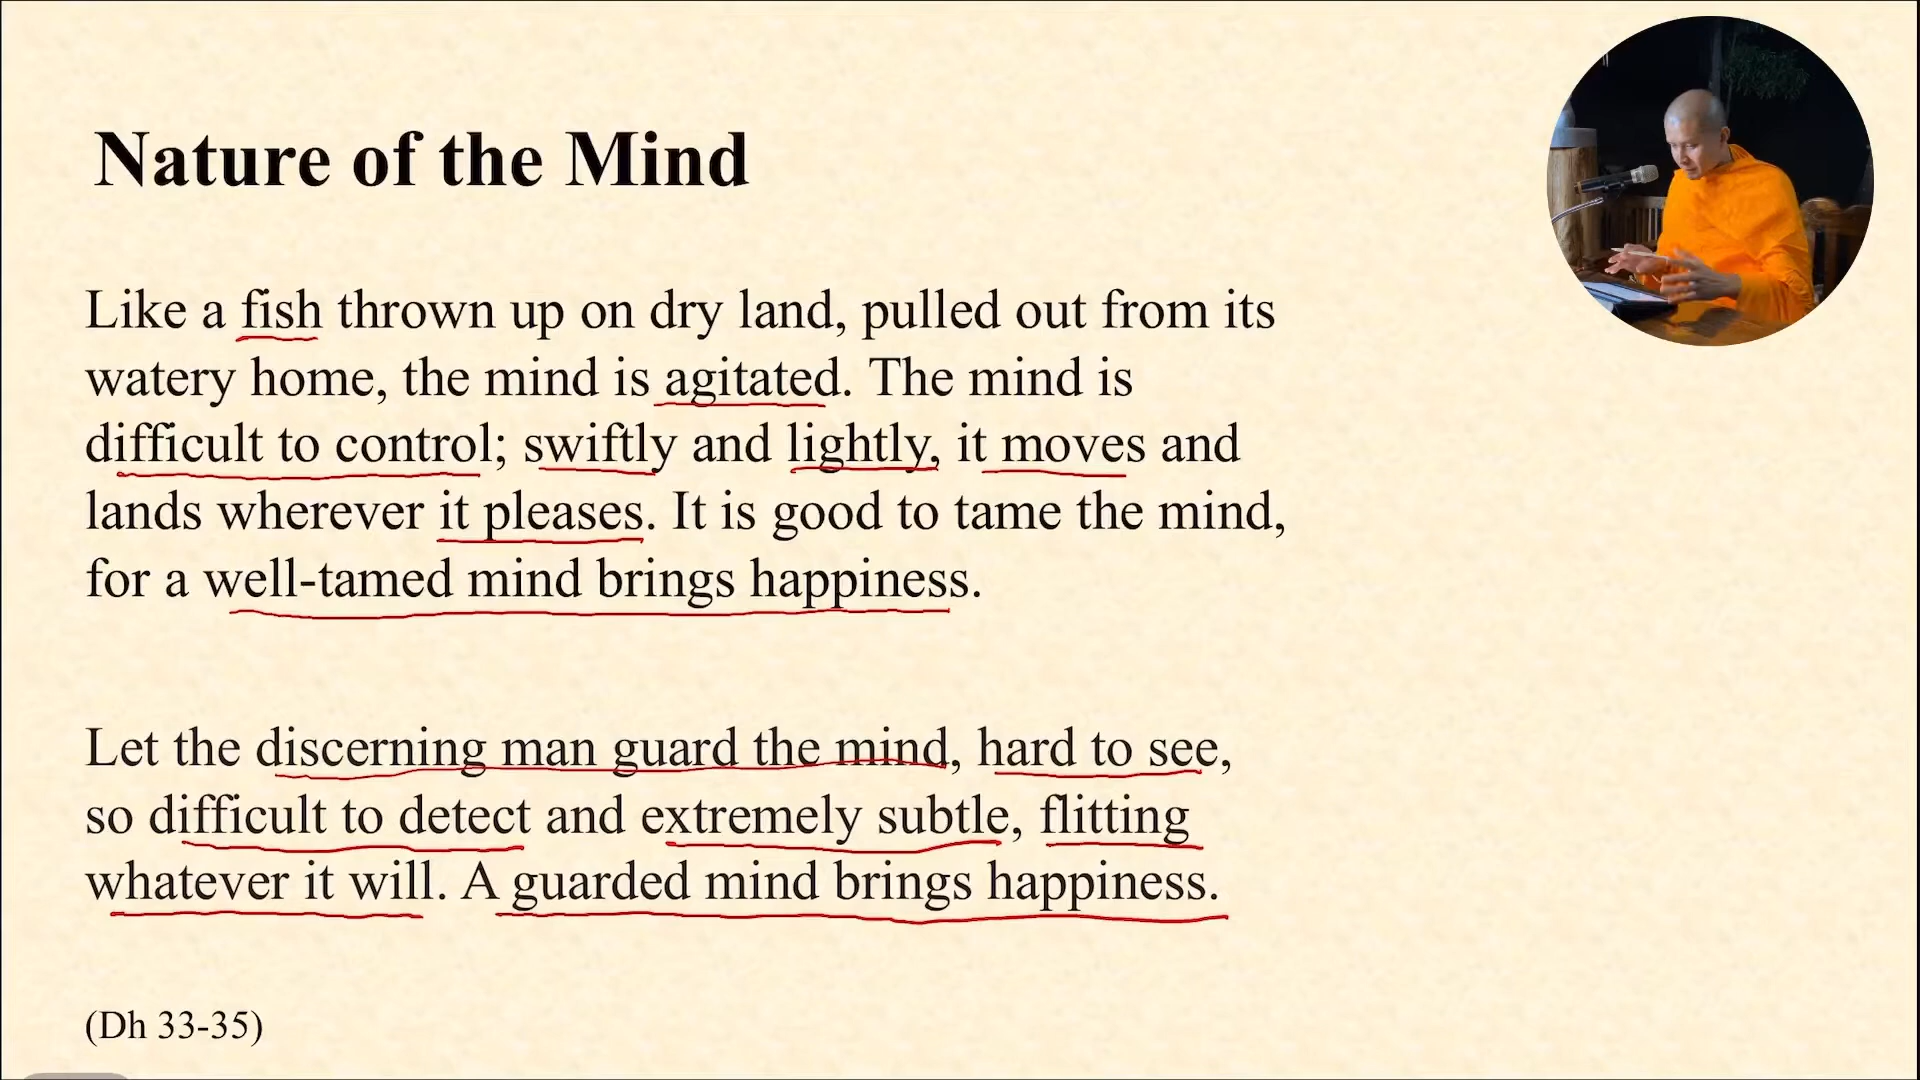 Nature of the Mind
Like a fish thrown up on dry land, pulled out from its
watery home, the mind is agitated. The mind is
difficult to control; swiftly and lightly, it moves and
lands wherever it pleases. It is good to tame the mind,
for a well-tamed mind brings happiness.
Let the discerning man guard the mind, hard to see,
so difficult to detect and extremely subtle, flitting
whatever it will. A guarded mind brings happiness.
(Dh 33-35)